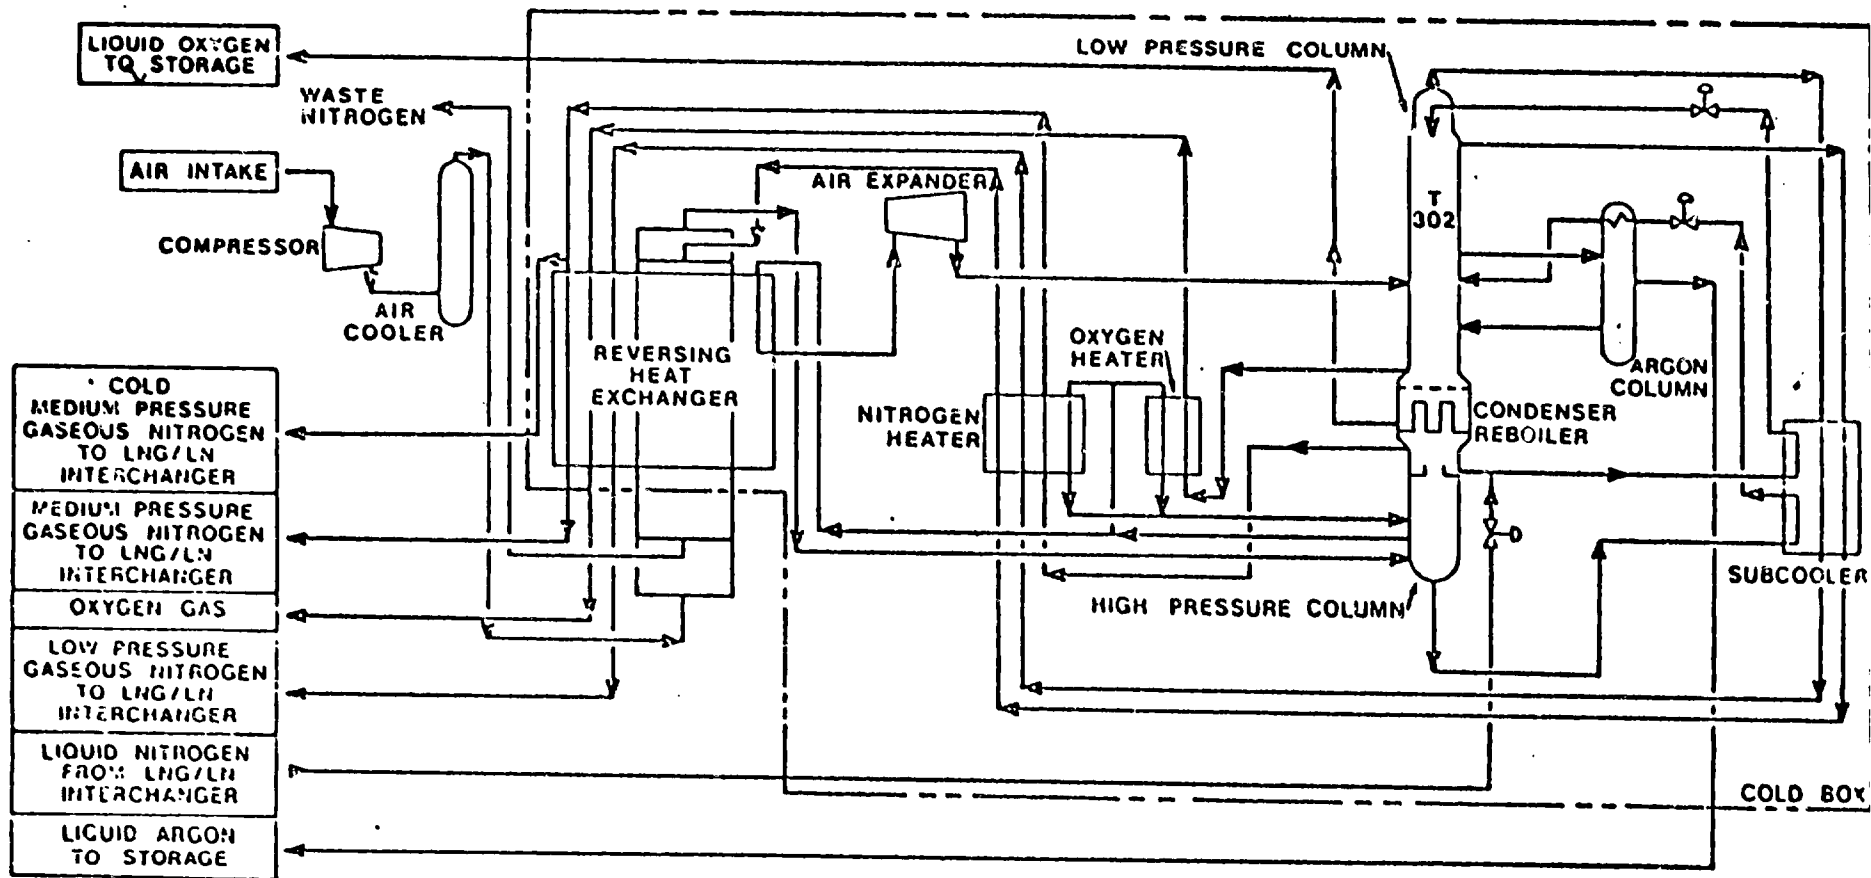 LIQUID OXYGEN
TO STORAGE
WASTE
NITROGEN
AIR INTAKE
COMPRESSOR
AIR
COOLER
REVERSING
HEAT
EXCHANGER
AIR EXPANDER
NITROGEN
HEATER
OXYGEN
HEATER
LOW PRESSURE COLUMN
T
302
ARGON
COLUMN
CONDENSER
REBOILER
SUBCOOLER
HIGH PRESSURE COLUMN
COLD BOX
COLD
MEDIUM PRESSURE
GASEOUS NITROGEN
TO LNG/LN
INTERCHANGER
MEDIUM PRESSURE
GASEOUS NITROGEN
TO LNG/LN
INTERCHANGER
OXYGEN GAS
LOW PRESSURE
GASEOUS NITROGEN
TO LNG/LN
INTERCHANGER
LIQUID NITROGEN
FROM LNG/LN
INTERCHANGER
LIQUID ARGON
TO STORAGE